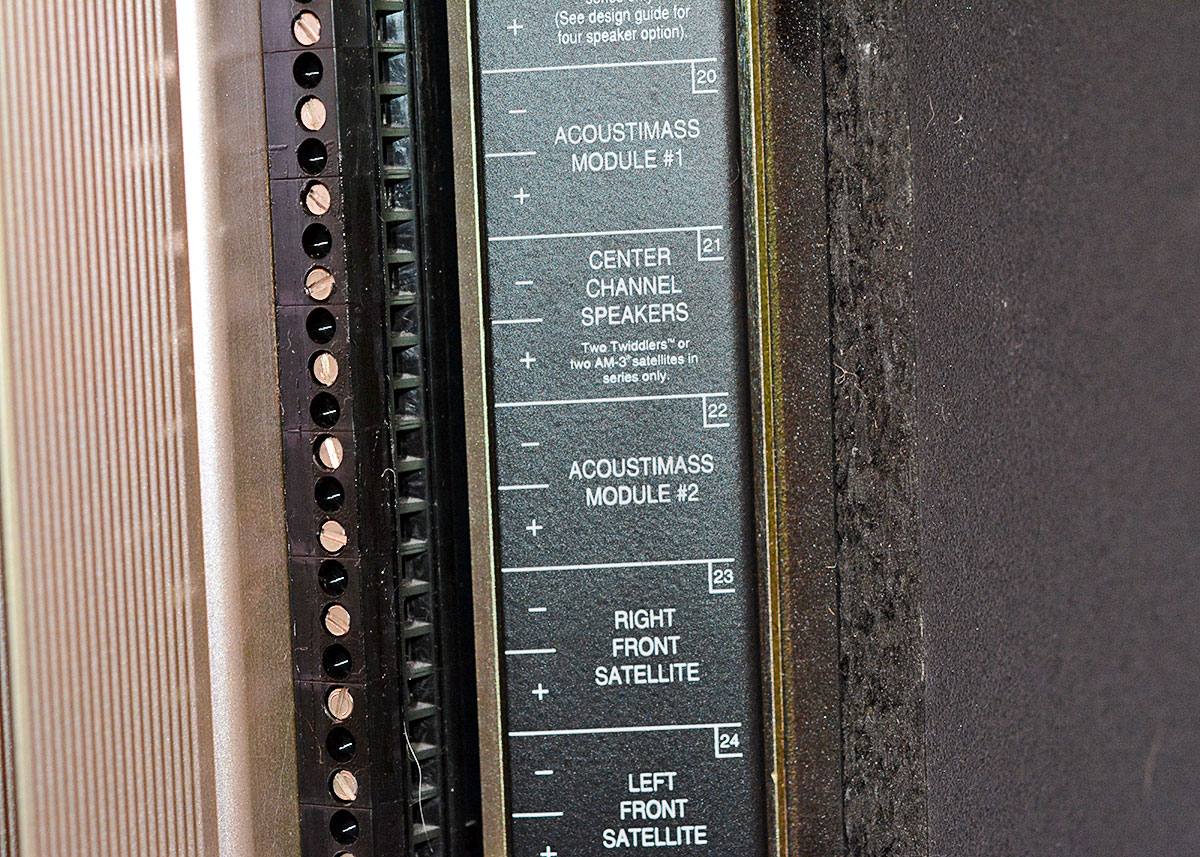 (See design guide for
four speaker option).
+
20
−
ACOUSTIMASS
MODULE #1
+
21
CENTER
−
CHANNEL
SPEAKERS
Two Twiddlers™ or
+
two AM-3® satellites in
series only.
22
−
ACOUSTIMASS
MODULE #2
+
23
−
RIGHT
FRONT
SATELLITE
+
24
−
LEFT
FRONT
SATELLITE
+